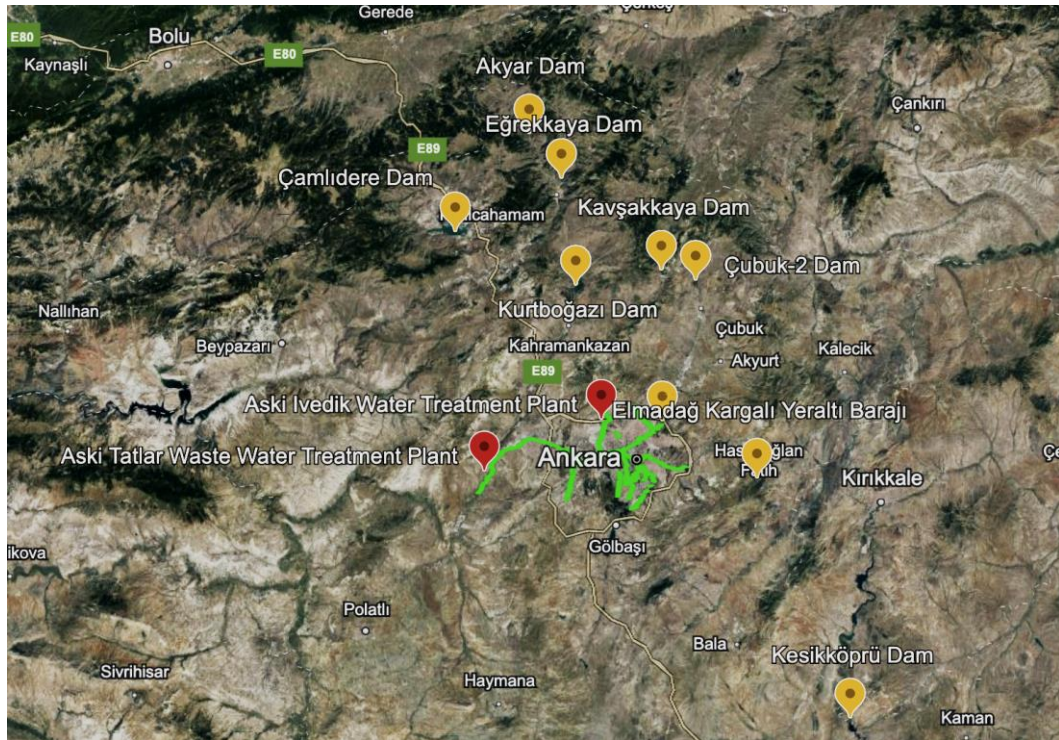 Gerede
E80
Bolu
E80
Kaynaşlı
Akyar Dam
Çankırı
Eğrekkaya Dam
E89
Çamlıdere Dam
Kavşakkaya Dam
Çubuk-2 Dam
Kurtboğazı Dam
Nallıhan
Çubuk
Beypazarı
Kahramankazan
Akyurt
Kalecik
E89
Aski Ivedik Water Treatment Plant
Elmadağ Kargalı Yeraltı Barajı
Aski Tatlar Waste Water Treatment Plant
Ankara
Kırıkkale
Gölbaşı
ikova
Polatlı
Bala
Kesikköprü Dam
Sivrihisar
Haymana
Kaman